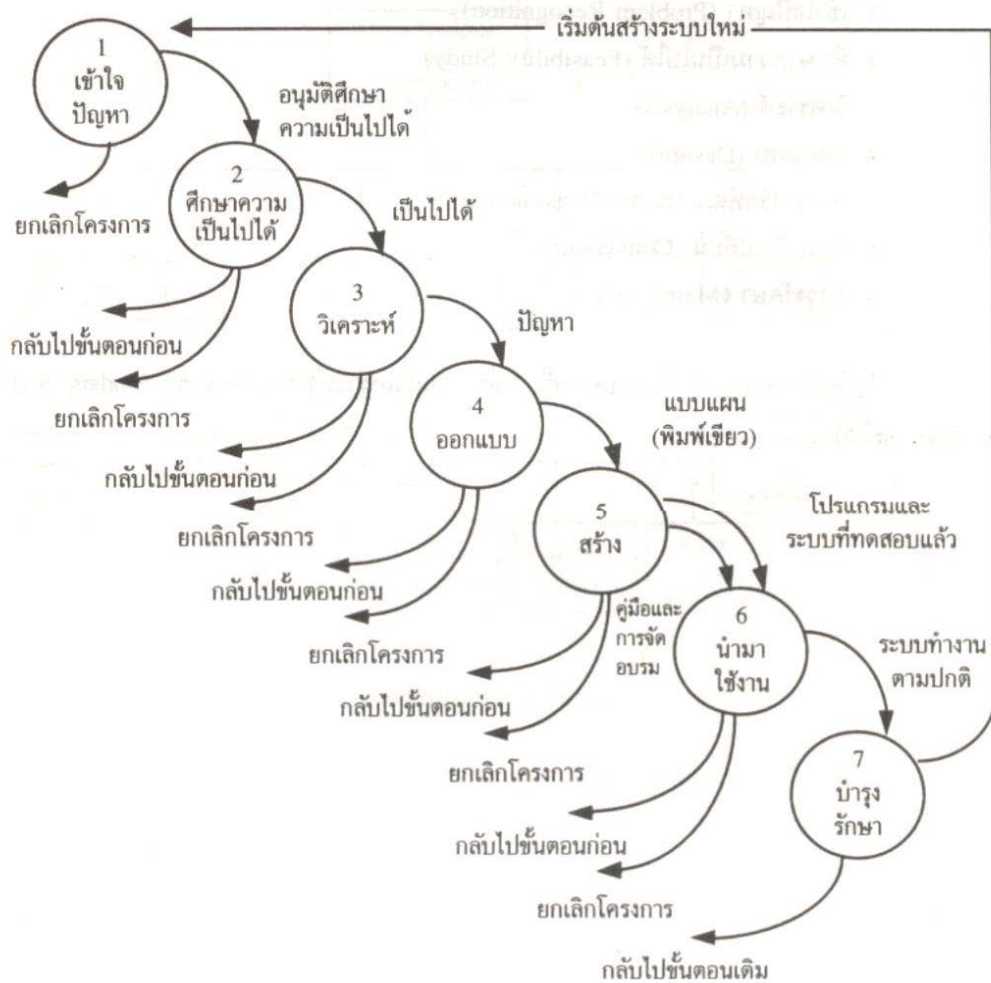 เริ่มต้นสร้างระบบใหม่
1
เข้าใจ
ปัญหา
อนุมัติศึกษา
ความเป็นไปได้
ยกเลิกโครงการ
2
ศึกษาความ
เป็นไปได้
เป็นไปได้
กลับไปขั้นตอนก่อน
ยกเลิกโครงการ
3
วิเคราะห์
ปัญหา
กลับไปขั้นตอนก่อน
ยกเลิกโครงการ
4
ออกแบบ
แบบแผน
(พิมพ์เขียว)
กลับไปขั้นตอนก่อน
ยกเลิกโครงการ
5
สร้าง
โปรแกรมและ
ระบบที่ทดสอบแล้ว
คู่มือและ
การจัด
อบรม
กลับไปขั้นตอนก่อน
ยกเลิกโครงการ
6
นำมา
ใช้งาน
ระบบทำงาน
ตามปกติ
กลับไปขั้นตอนก่อน
ยกเลิกโครงการ
7
บำรุง
รักษา
กลับไปขั้นตอนเดิม